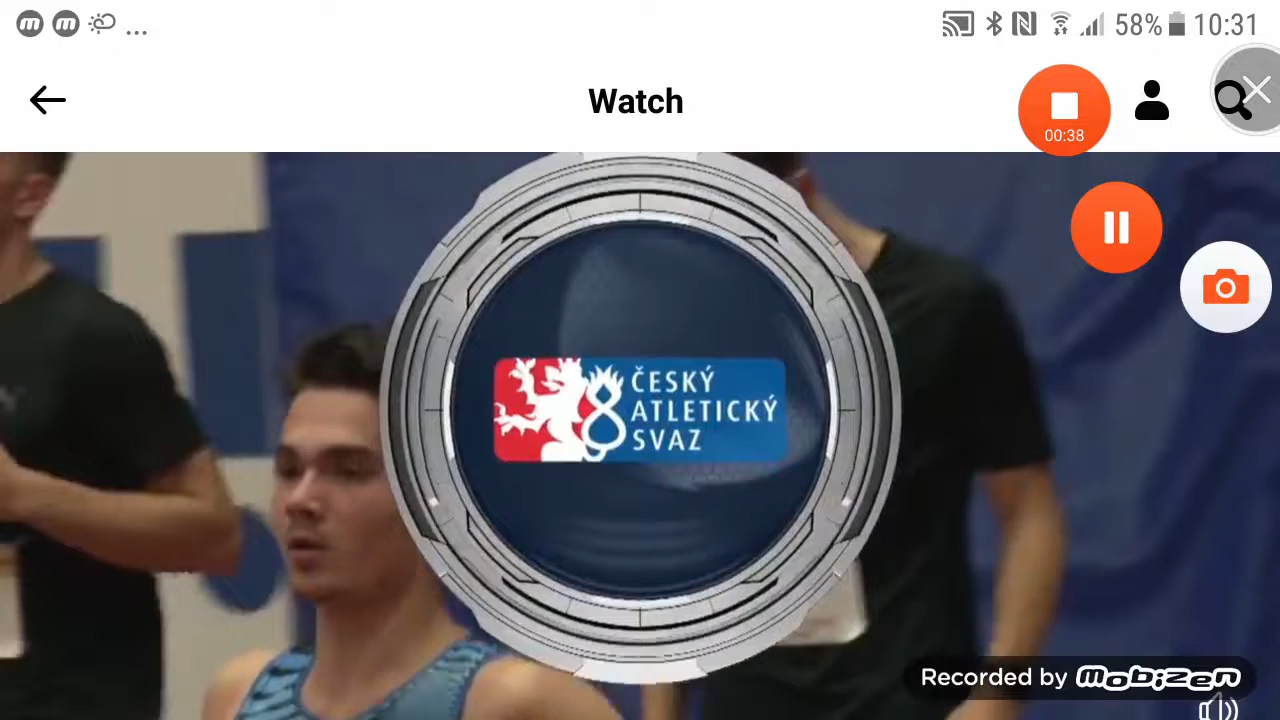 ... 58% 10:31
Watch
00:38
ČESKÝ
ATLETICKÝ
SVAZ
Recorded by mobizen